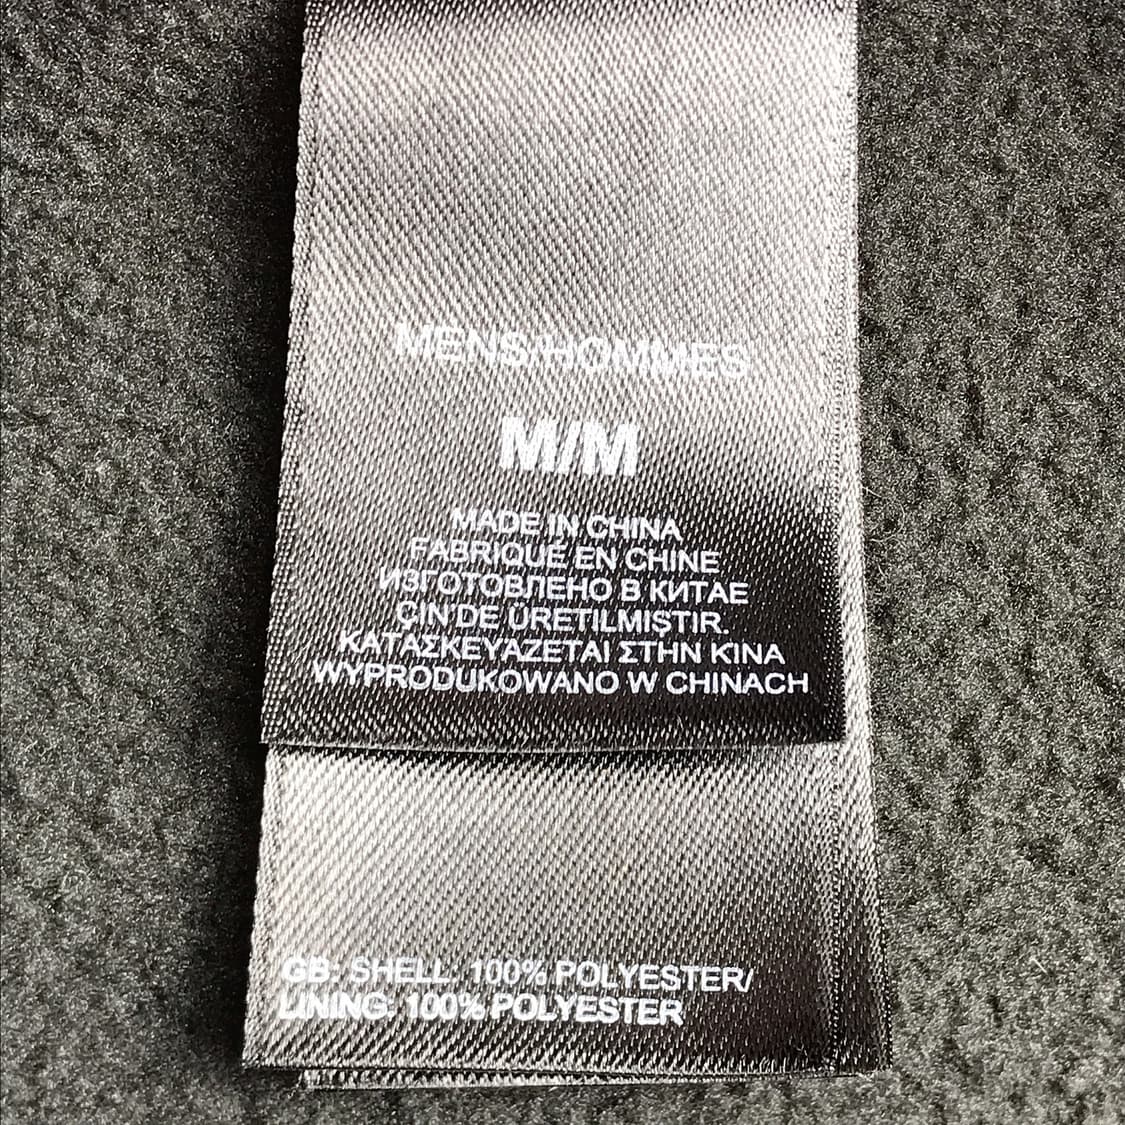 MENS/HOMMES
M/M
MADE IN CHINA
FABRIQUÉ EN CHINE
ИЗГОТОВЛЕНО В КИТАЕ
ÇIN'DE ÜRETILMIŞTIR.
ΚΑΤΑΣΚΕΥΑΖΕΤΑΙ ΣΤΗΝ ΚΙΝΑ
WYPRODUKOWANO W CHINACH
GB: SHELL: 100% POLYESTER/
LINING: 100% POLYESTER